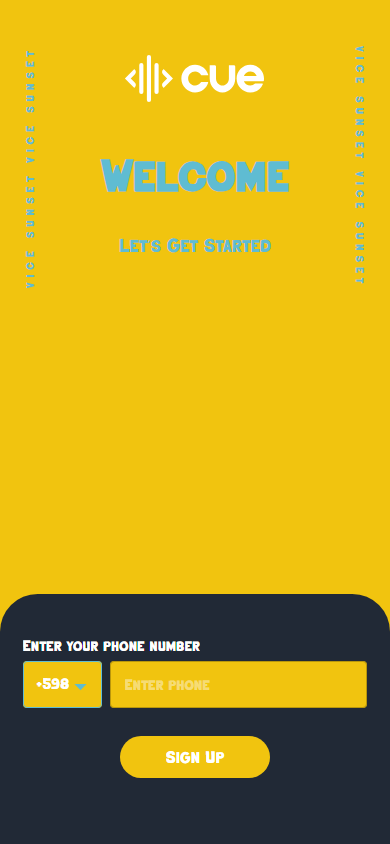 cue
VICE SUNSET VICE SUNSET
VICE SUNSET VICE SUNSET
WELCOME
LET'S GET STARTED
ENTER YOUR PHONE NUMBER
+598
ENTER PHONE
SIGN UP